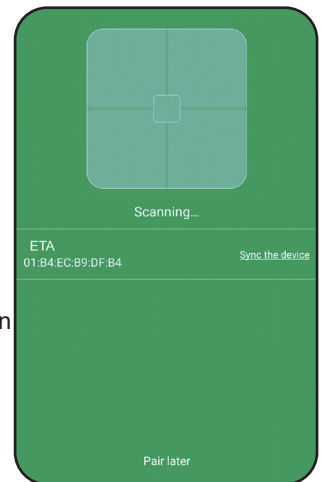 Scanning...
ETA
01:B4:EC:B9:DF:B4
Sync the device
n
Pair later